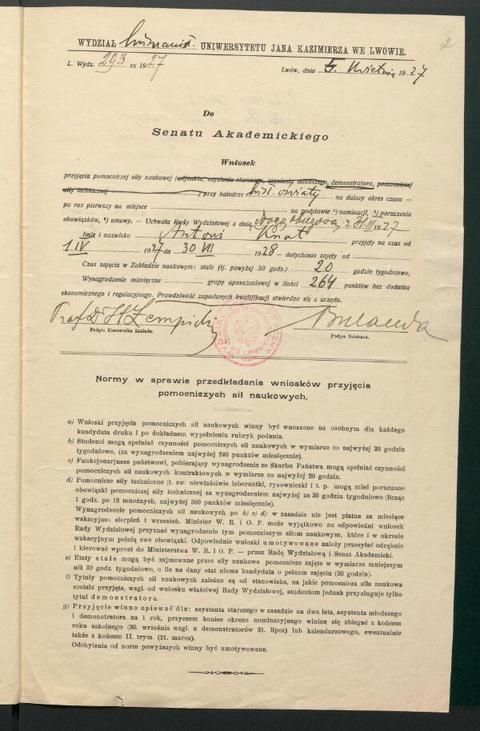 WYDZIAŁ humanist. UNIWERSYTETU JANA KAZIMIERZA WE LWOWIE.
2
L. Wydz. 293 ex 1927
Lwów, dnia 5. Kwietnia 1927
Do
Senatu Akademickiego
Wniosek
przyjęcia pomocniczej siły naukowej (adjunkta, asystenta starszego, asystenta młodszego, demonstratora, pomocniczej
siły technicznej) przy katedrze hist. oświaty na dalszy okres czasu —
po raz pierwszy na miejsce na podstawie ¹) nominacji, ²) poruczenia
obowiązków, ³) umowy. — Uchwała Rady Wydziałowej z dnia 31 III 1927
Imię i nazwisko Antoni Knot przyjęty na czas od
1 IV 1927 do 30 VII 1928 dotychczas zajęty od
Czas zajęcia w Zakładzie naukowym: stałe (tj. powyżej 30 godz.) 20 godzin tygodniowo,
Wynagrodzenie miesięczne grupy uposażeniowej w ilości 264 punktów bez dodatku
ekonomicznego i regulacyjnego. Prawdziwość zapodanych kwalifikacji stwierdza się z urzędu.
Prof. Dr St Łempicki
Bulanda
Podpis Kierownika Zakładu.
Podpis Dziekana.
Normy w sprawie przedkładania wniosków przyjęcia
pomocniczych sił naukowych.
a) Wnioski przyjęcia pomocniczych sił naukowych winny być wnoszone na osobnym dla każdego
kandydata druku i po dokładnem wypełnieniu rubryk podania.
b) Studenci mogą spełniać czynności pomocniczych sił naukowych w wymiarze co najwyżej 20 godzin
tygodniowo, (za wynagrodzeniem najwyżej 240 punktów miesięcznie).
c) Funkcjonarjusze państwowi, pobierający wynagrodzenie ze Skarbu Państwa mogą spełniać czynności
pomocniczych sił naukowych kontraktowych w wymiarze co najwyżej 20 godzin.
d) Pomocnicze siły techniczne (t. zw. niewłaściwie laborantki, rysowniczki i t. p. mogą mieć poruczone
obowiązki pomocniczej siły technicznej za wynagrodzeniem najwyżej za 30 godzin tygodniowo (licząc
1 godz. po 12 mnożnych, najwyżej 360 punktów miesięcznie).
Wynagrodzenie pomocniczych sił naukowych po b) c) d) w zasadzie nie jest płatne za miesiące
wakacyjne: sierpień i wrzesień. Minister W. R. i O. P. może wyjątkowo na odpowiedni wniosek
Rady Wydziałowej przyznać wynagrodzenie tym pomocniczym siłom naukowym, które i w okresie
wakacyjnym pełnią swe obowiązki. Odpowiednie wnioski umotywowane należy przesyłać odrębnie
i kierować wprost do Ministerstwa W. R. i O. P. — przez Radę Wydziałową i Senat Akademicki.
e) Etaty stałe mogą być zajmowane przez siły naukowe pomocnicze zajęte w wymiarze mniejszym
niż 30 godz. tygodniowo, o ile na dany etat niema kandydata o pełnem zajęciu (30 godzin).
f) Tytuły pomocniczych sił naukowych zależne są od stanowiska, na jakie pomocnicza siła naukowa
została przyjęta, wzgl. od wniosku właściwej Rady Wydziałowej, studentom jednak przysługuje tylko
tytuł demonstratora.
g) Przyjęcie winno opiewać dla: asystenta starszego w zasadzie na dwa lata, asystenta młodszego
i demonstratora na 1 rok, przyczem koniec okresu nominacyjnego winien się zbiegać z końcem
roku szkolnego (30. września wzgl. u demonstratorów 31. lipca) lub kalendarzowego, ewentualnie
także z końcem II. trym. (31. marca).
Odchylenia od norm powyższych winny być umotywowane.